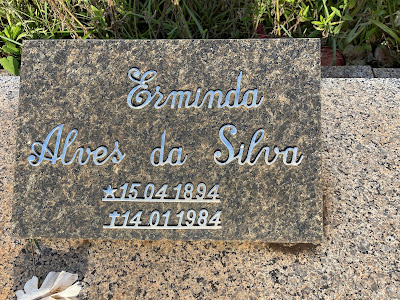 Erminda
Alves da Silva
★15 04 1894
✝14 01 1984